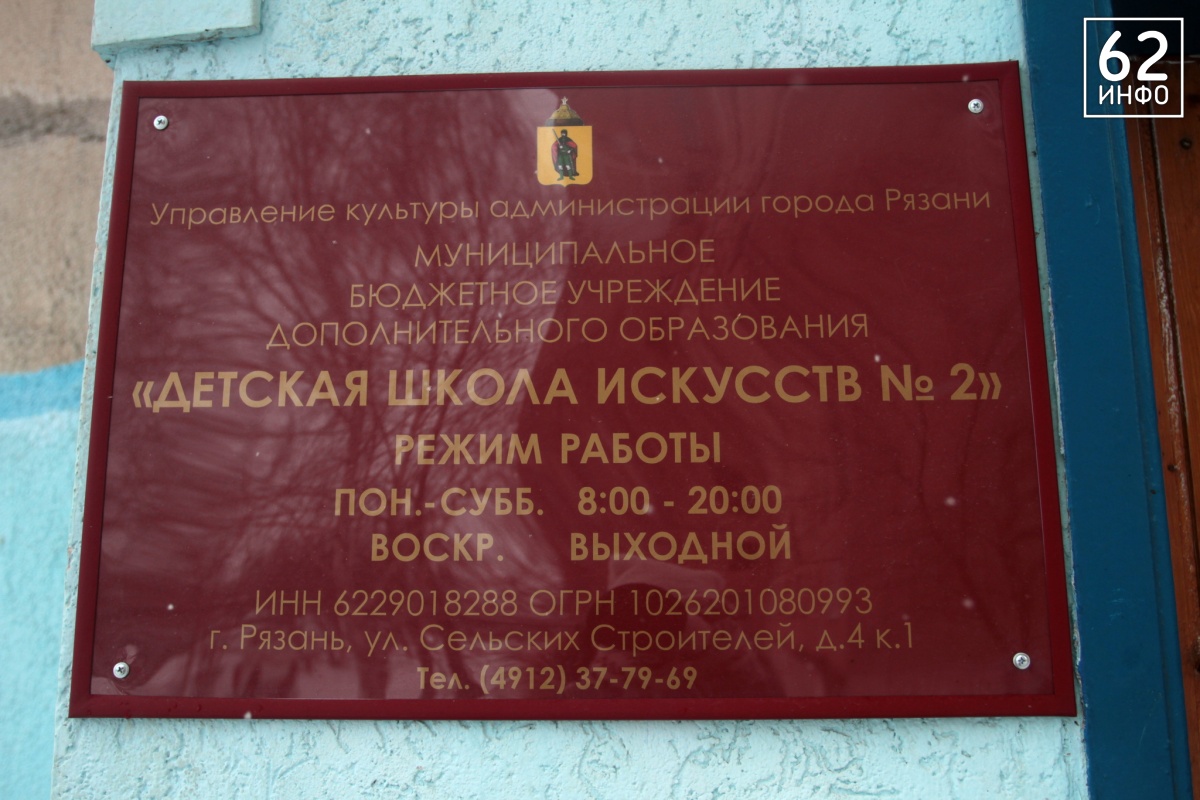 62
ИНФО
Управление культуры администрации города Рязани
МУНИЦИПАЛЬНОЕ
БЮДЖЕТНОЕ УЧРЕЖДЕНИЕ
ДОПОЛНИТЕЛЬНОГО ОБРАЗОВАНИЯ
«ДЕТСКАЯ ШКОЛА ИСКУССТВ № 2»
РЕЖИМ РАБОТЫ
ПОН.-СУББ. 8:00 - 20:00
ВОСКР. ВЫХОДНОЙ
ИНН 6229018288 ОГРН 1026201080993
г. Рязань, ул. Сельских Строителей, д.4 к.1
Тел. (4912) 37-79-69